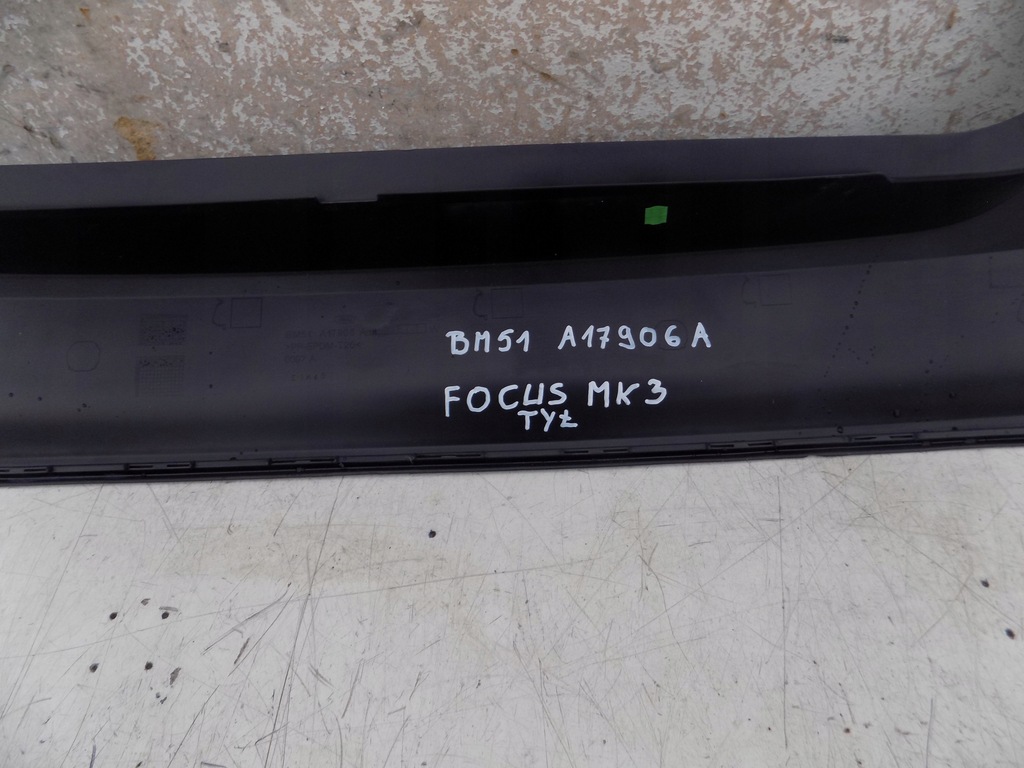 BM51 A17906A
FOCUS MK3
TYŁ